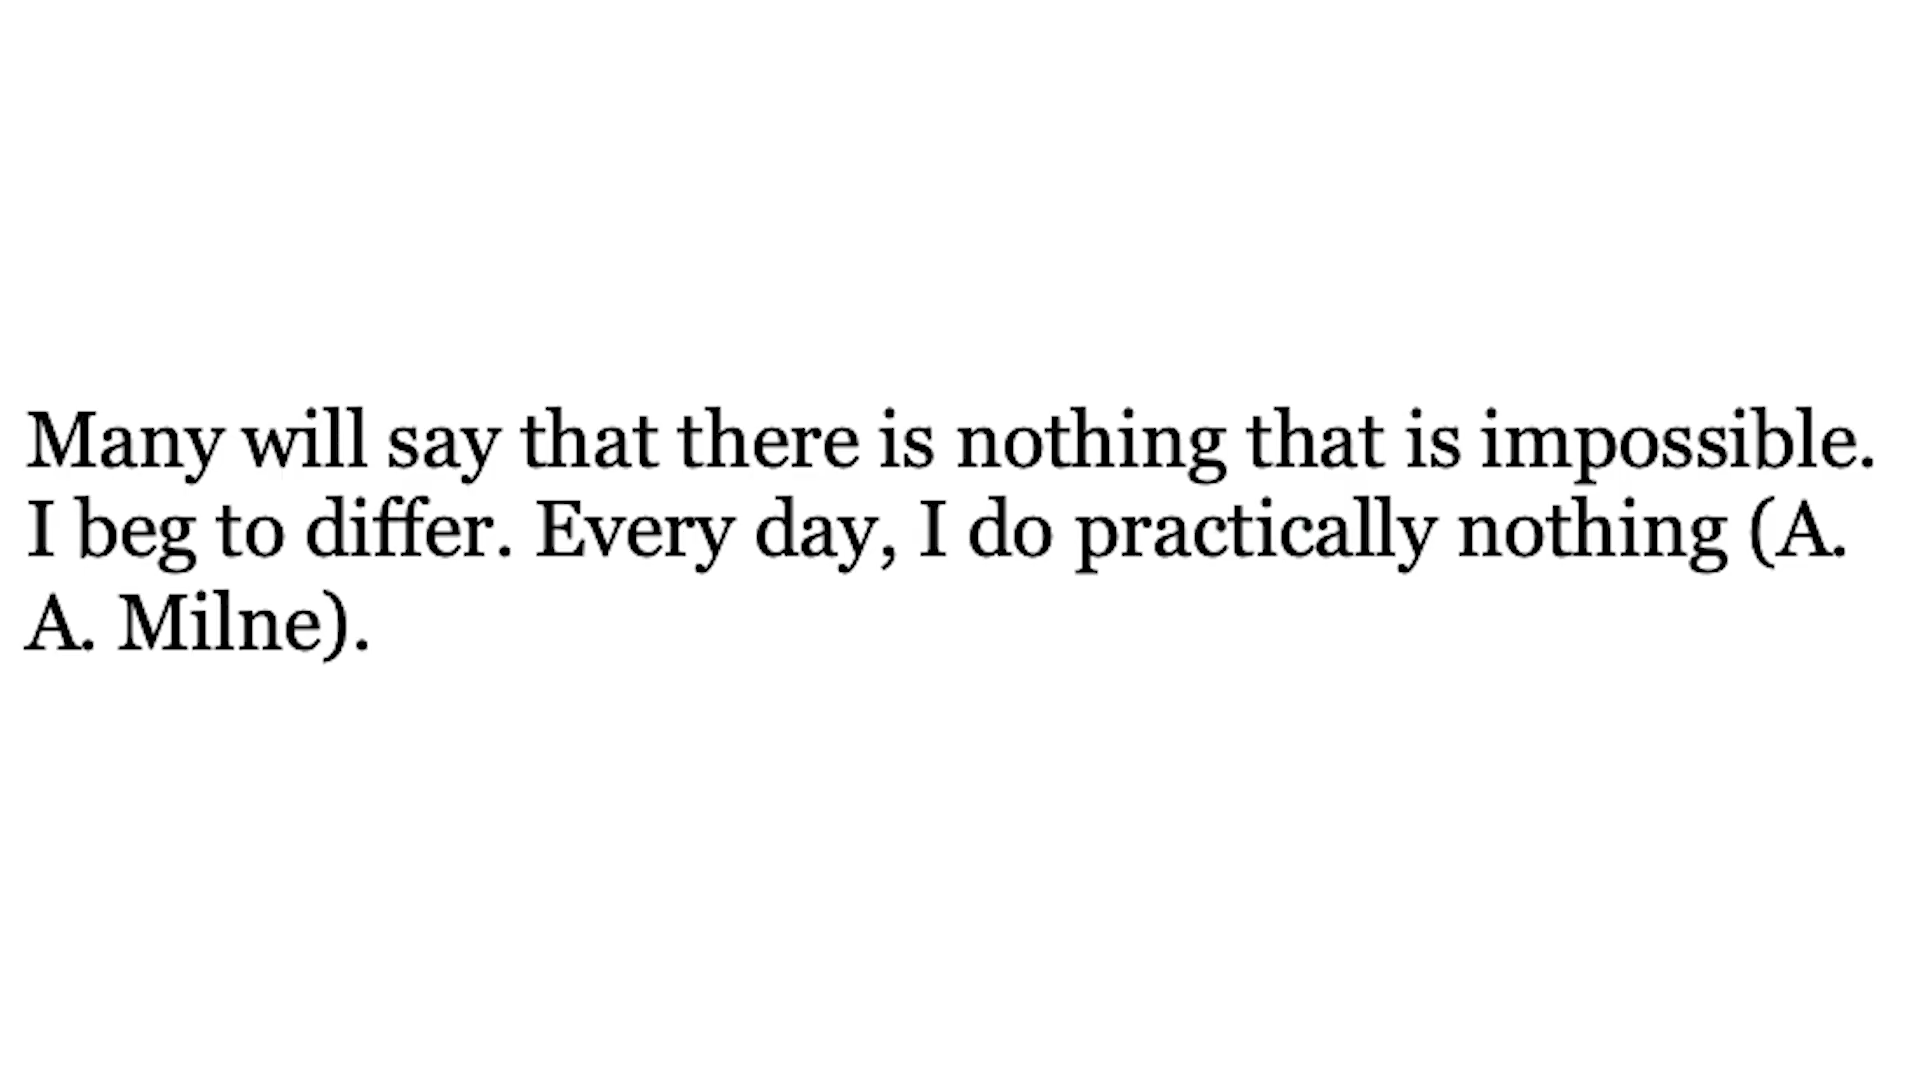 Many will say that there is nothing that is impossible.
I beg to differ. Every day, I do practically nothing (A.
A. Milne).